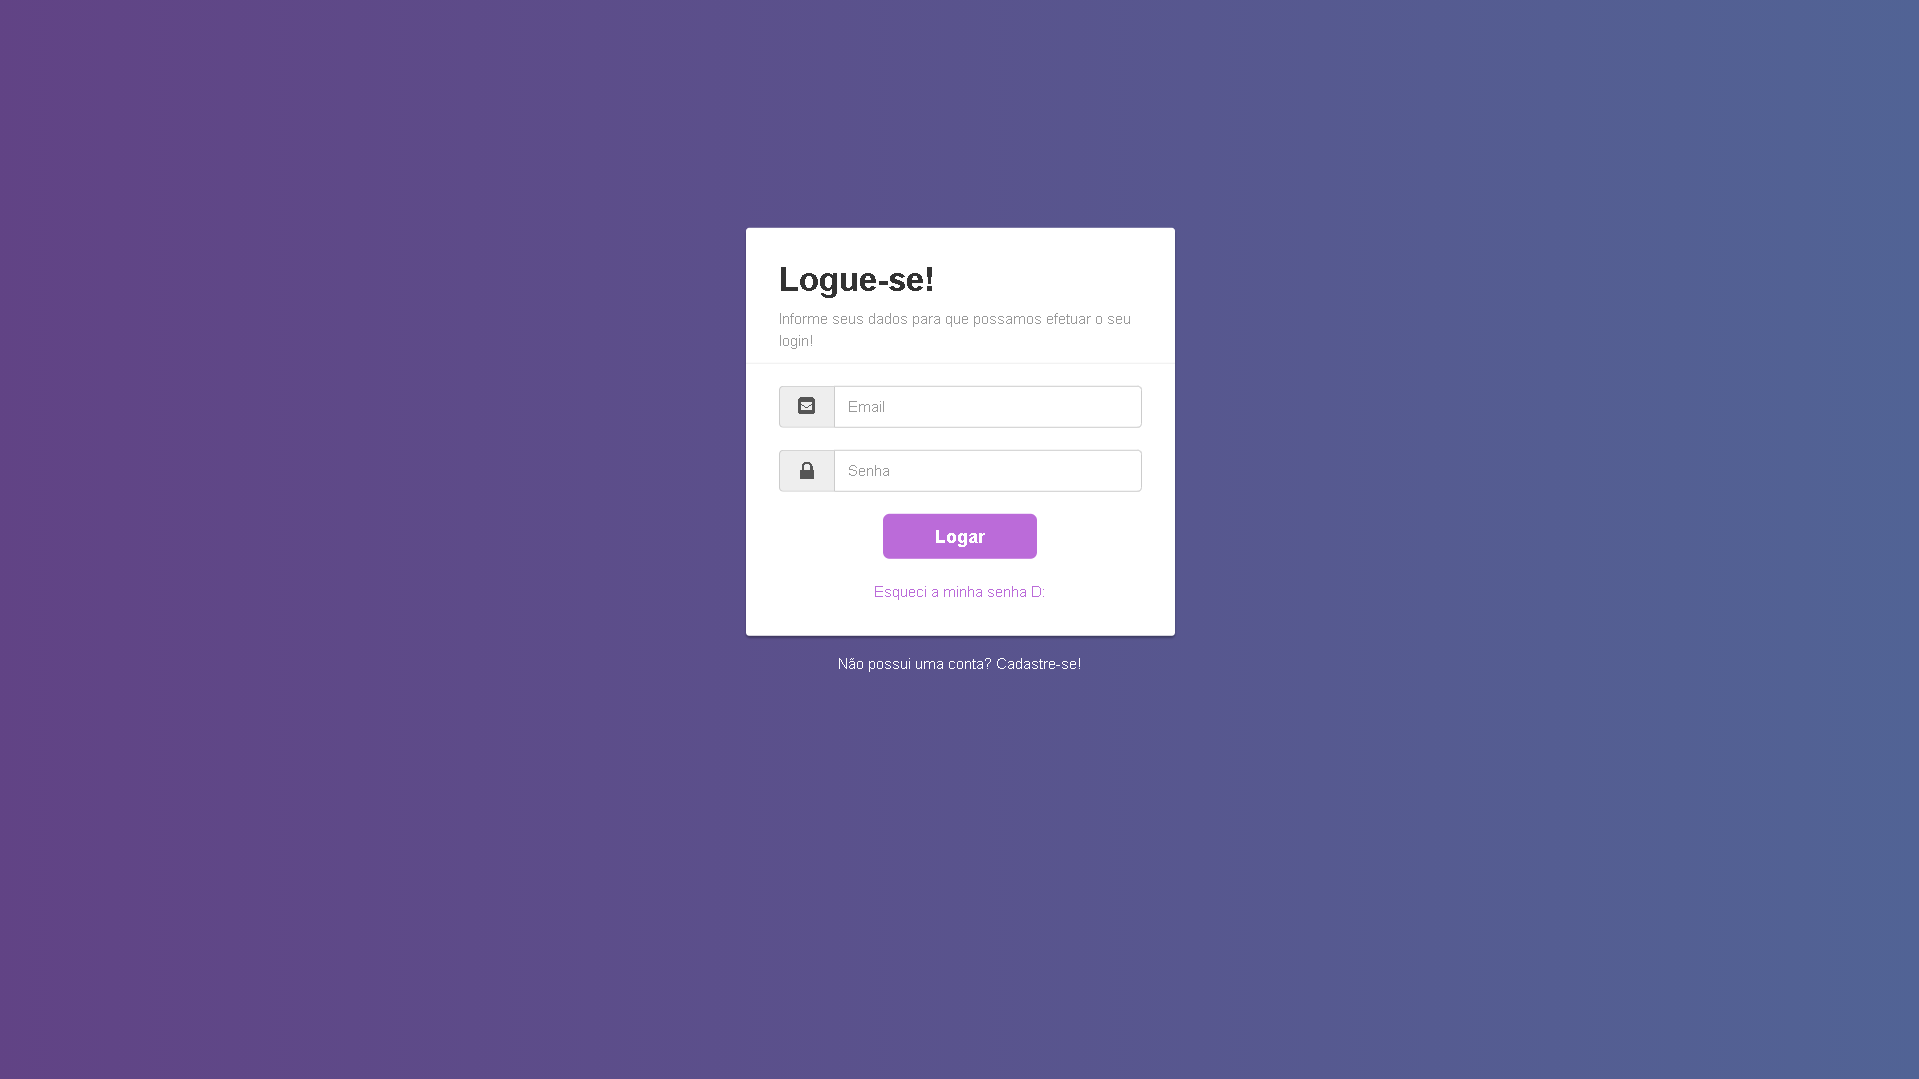 Logue-se!
Informe seus dados para que possamos efetuar o seu
login!
Email
Senha
Logar
Esqueci a minha senha D:
Não possui uma conta? Cadastre-se!